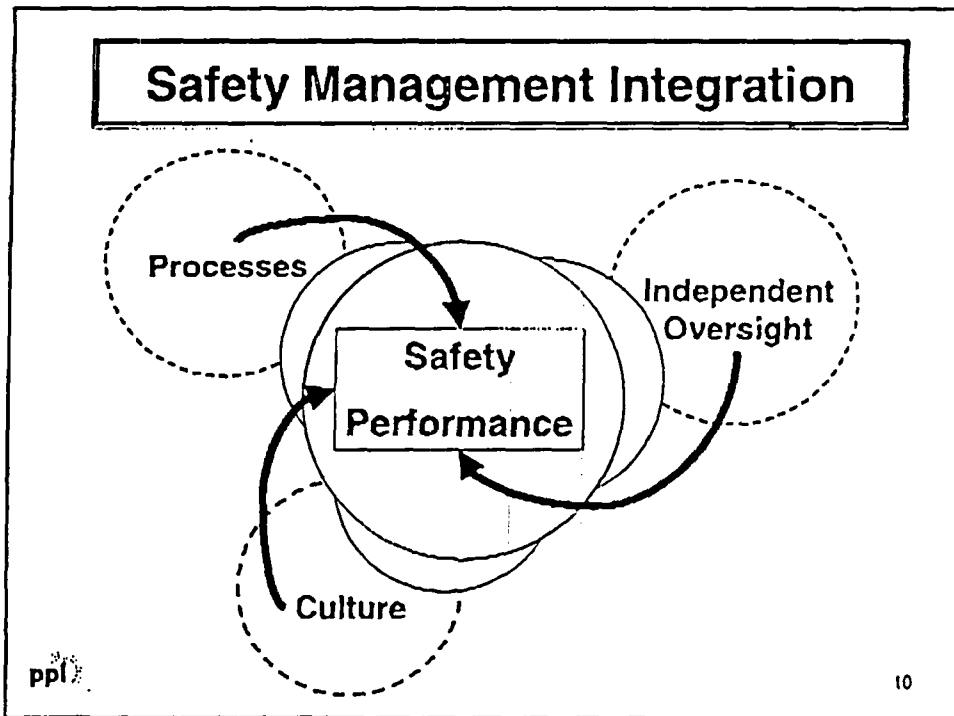 Safety Management Integration
Processes
Independent
Oversight
Safety
Performance
Culture
ppl
10